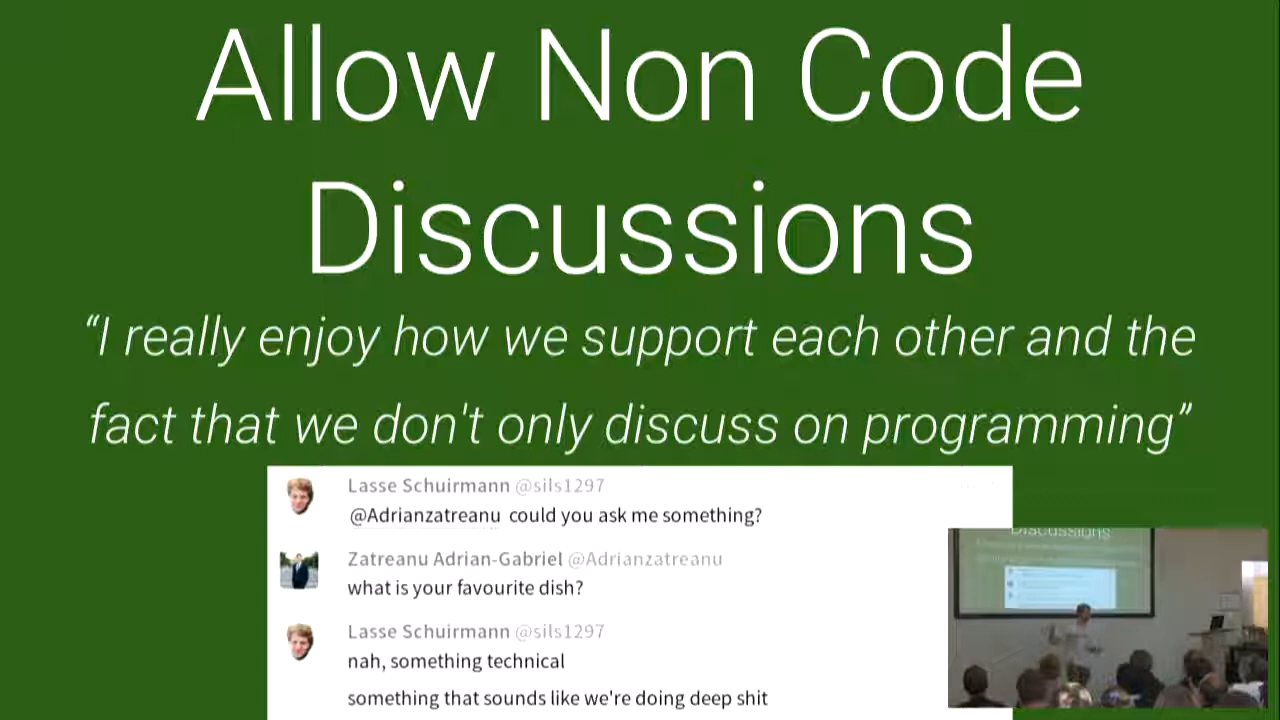 Allow Non Code
Discussions
“I really enjoy how we support each other and the
fact that we don't only discuss on programming”
Lasse Schuirmann @sils1297
@Adrianzatreanu could you ask me something?
Zatreanu Adrian-Gabriel @Adrianzatreanu
what is your favourite dish?
Lasse Schuirmann @sils1297
nah, something technical
something that sounds like we're doing deep shit
Discussions